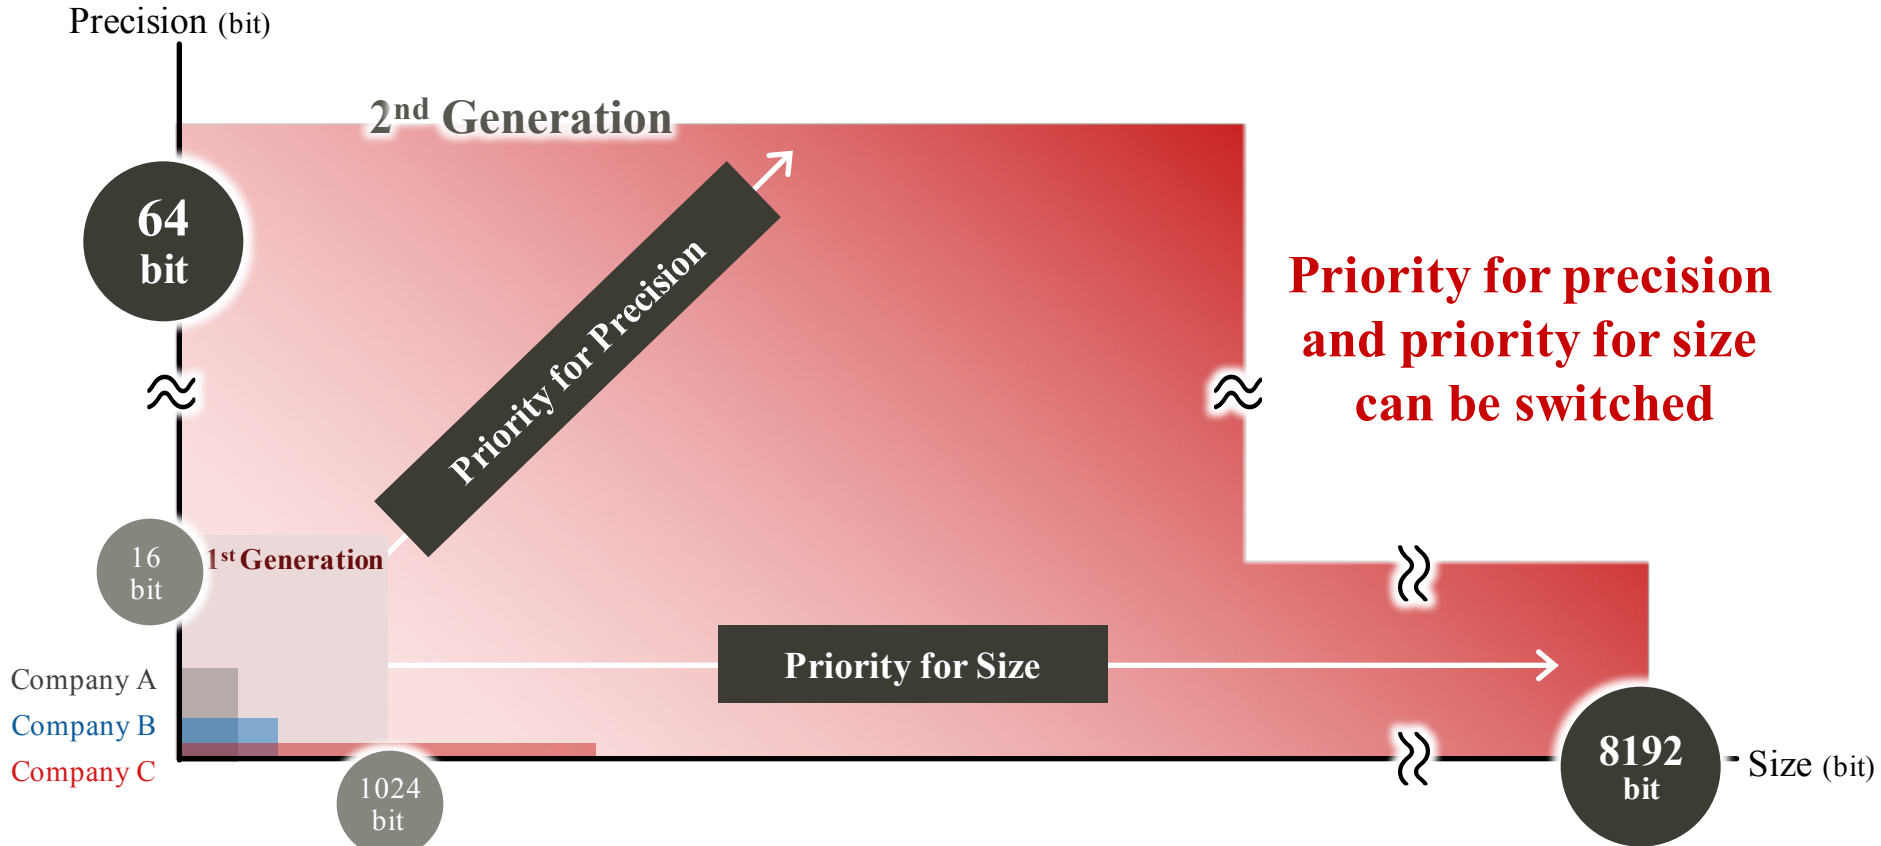 Precision (bit)
2nd Generation
64
bit
Priority for Precision
Priority for precision
and priority for size
can be switched
16
bit
1st Generation
Priority for Size
Company A
Company B
Company C
1024
bit
8192
bit
Size (bit)